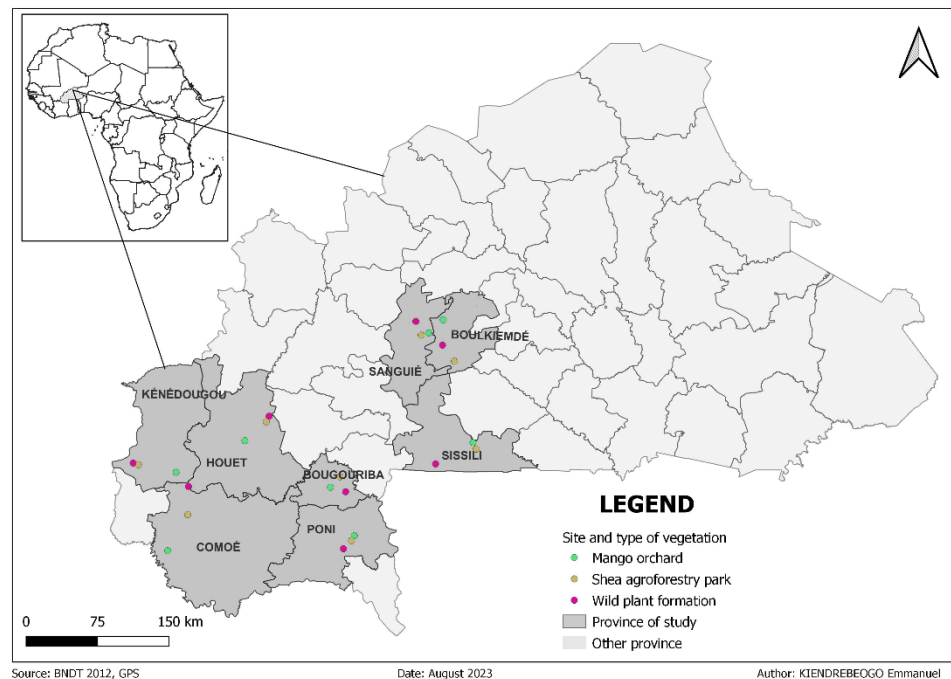 BOULKIEMDÉ
SANGUIÉ
KÉNÉDOUGOU
HOUET
BOUGOURIBA
SISSILI
COMOÉ
PONI
LEGEND
Site and type of vegetation
Mango orchard
Shea agroforestry park
Wild plant formation
Province of study
Other province
0 75 150 km
Source: BNDT 2012, GPS
Date: August 2023
Author: KIENDREBEOGO Emmanuel